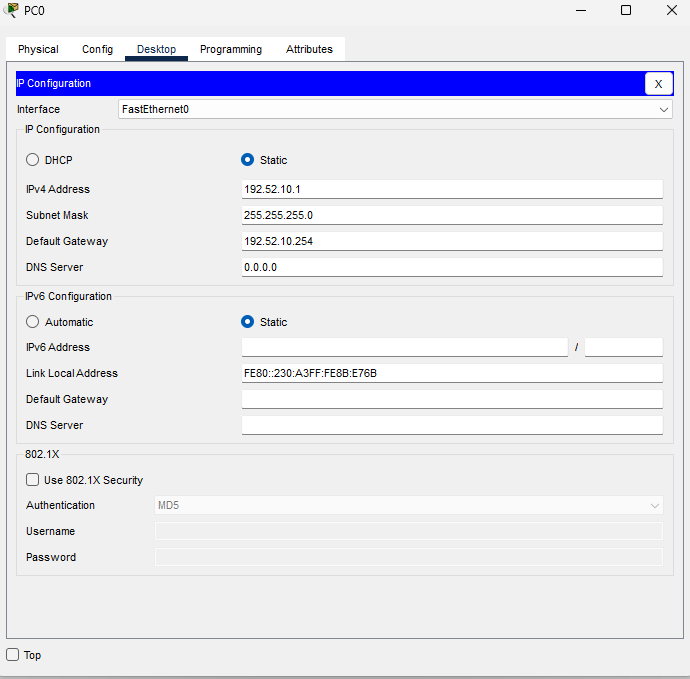 PC0
Physical Config Desktop Programming Attributes
IP Configuration X
Interface FastEthernet0
IP Configuration
DHCP Static
IPv4 Address 192.52.10.1
Subnet Mask 255.255.255.0
Default Gateway 192.52.10.254
DNS Server 0.0.0.0
IPv6 Configuration
Automatic Static
IPv6 Address /
Link Local Address FE80::230:A3FF:FE8B:E76B
Default Gateway
DNS Server
802.1X
Use 802.1X Security
Authentication MD5
Username
Password
Top